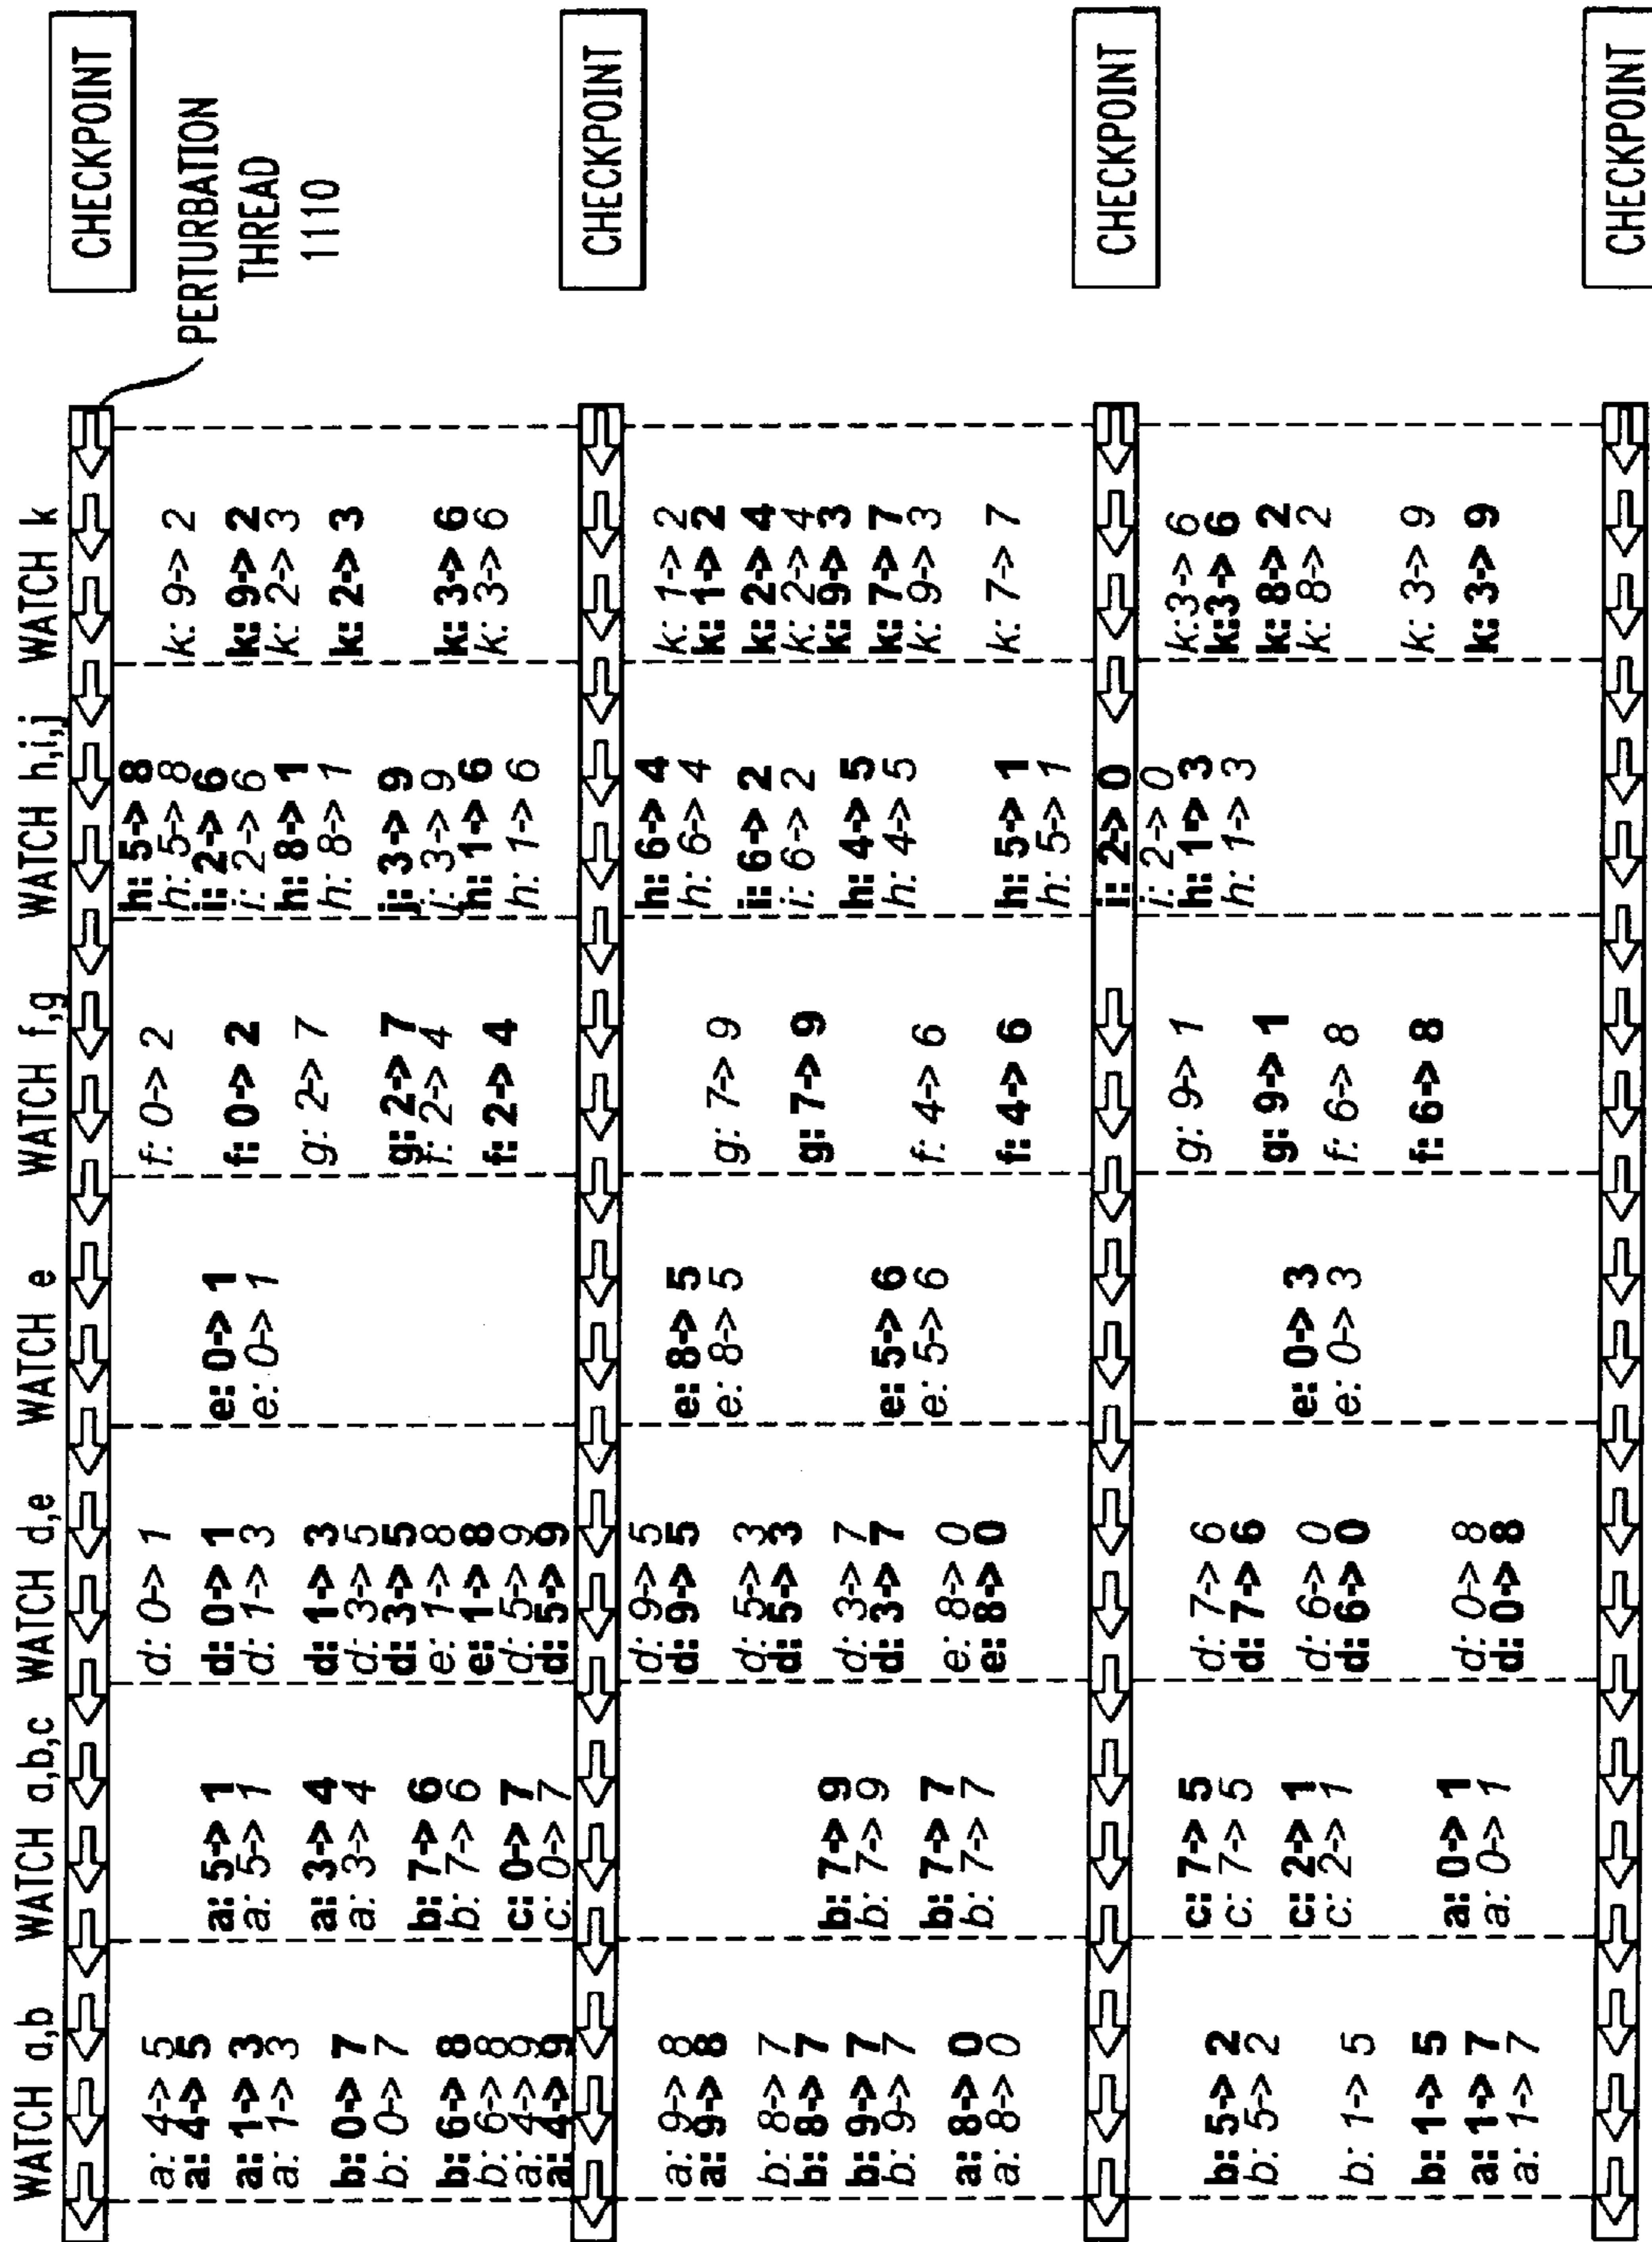 WATCH a,b
WATCH a,b,c
WATCH d,e
WATCH e
WATCH f,g
WATCH h,i,j
WATCH k
CHECKPOINT
PERTURBATION
THREAD
1110
a: 4-> 5
a: 4-> 5
a: 1-> 3
a: 1-> 3
b: 0-> 7
b: 0-> 7
b: 6-> 8
b: 6-> 8
a: 4-> 9
a: 4-> 9
a: 5-> 1
a: 5-> 1
a: 3-> 4
a: 3-> 4
b: 7-> 6
b: 7-> 6
c: 0-> 7
c: 0-> 7
d: 0-> 1
d: 0-> 1
d: 1-> 3
d: 1-> 3
d: 3-> 5
d: 3-> 5
e: 1-> 8
e: 1-> 8
d: 5-> 9
d: 5-> 9
e: 0-> 1
e: 0-> 1
f: 0-> 2
f: 0-> 2
g: 2-> 7
g: 2-> 7
f: 2-> 4
f: 2-> 4
h: 5-> 8
h: 5-> 8
i: 2-> 6
i: 2-> 6
h: 8-> 1
h: 8-> 1
j: 3-> 9
j: 3-> 9
h: 1-> 6
h: 1-> 6
k: 9-> 2
k: 9-> 2
k: 2-> 3
k: 2-> 3
k: 3-> 6
k: 3-> 6
CHECKPOINT
a: 9-> 8
a: 9-> 8
b: 8-> 7
b: 8-> 7
b: 9-> 7
b: 9-> 7
a: 8-> 0
a: 8-> 0
b: 7-> 9
b: 7-> 9
b: 7-> 7
b: 7-> 7
d: 9-> 5
d: 9-> 5
d: 5-> 3
d: 5-> 3
d: 3-> 7
d: 3-> 7
e: 8-> 0
e: 8-> 0
e: 8-> 5
e: 8-> 5
e: 5-> 6
e: 5-> 6
g: 7-> 9
g: 7-> 9
f: 4-> 6
f: 4-> 6
h: 6-> 4
h: 6-> 4
i: 6-> 2
i: 6-> 2
h: 4-> 5
h: 4-> 5
h: 5-> 1
h: 5-> 1
k: 1-> 2
k: 1-> 2
k: 2-> 4
k: 2-> 4
k: 9-> 3
k: 7-> 7
k: 9-> 3
k: 7-> 7
CHECKPOINT
b: 5-> 2
b: 5-> 2
b: 1-> 5
b: 1-> 5
a: 1-> 7
a: 1-> 7
c: 7-> 5
c: 7-> 5
c: 2-> 1
c: 2-> 1
a: 0-> 1
a: 0-> 1
d: 7-> 6
d: 7-> 6
d: 6-> 0
d: 6-> 0
d: 0-> 8
d: 0-> 8
e: 0-> 3
e: 0-> 3
g: 9-> 1
g: 9-> 1
f: 6-> 8
f: 6-> 8
i: 2-> 0
i: 2-> 0
h: 1-> 3
h: 1-> 3
k:3-> 6
k:3-> 6
k: 8-> 2
k: 8-> 2
k: 3-> 9
k: 3-> 9
CHECKPOINT